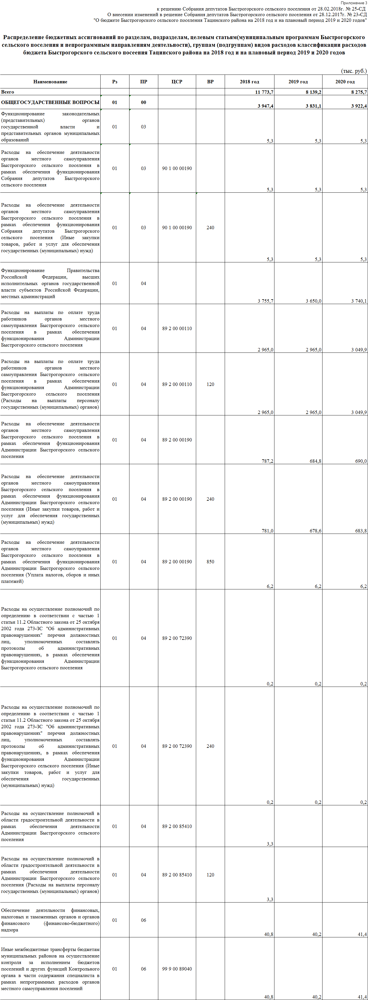 Приложение 3
к решению Собрания депутатов Быстрогорского сельского поселения от 28.02.2018г. № 25-СД
О внесении изменений в решение Собрания депутатов Быстрогорского сельского поселения от 28.12.2017г. № 23-СД
"О бюджете Быстрогорского сельского поселения Тацинского района на 2018 год и на плановый период 2019 и 2020 годов"
Распределение бюджетных ассигнований по разделам, подразделам, целевым статьям(муниципальным программам Быстрогорского
сельского поселения и непрограммным направлениям деятельности), группам (подгруппам) видов расходов классификации расходов
бюджета Быстрогорского сельского посеения Тацинского района на 2018 год и на плановый период 2019 и 2020 годов
(тыс. руб.)
Наименование Рз ПР ЦСР ВР 2018 год 2019 год 2020 год
Всего 11 773,7 8 139,2 8 275,7
ОБЩЕГОСУДАРСТВЕННЫЕ ВОПРОСЫ 01 00 3 947,4 3 831,1 3 922,4
Функционирование законодательных
(представительных) органов
государственной власти и
представительных органов муниципальных
образований
01 03 5,3 5,3 5,3
Расходы на обеспечение деятельности
органов местного самоуправления
Быстрогорского сельского поселения в
рамках обеспечения функционирования
Собрания депутатов Быстрогорского
сельского поселения
01 03 90 1 00 00190 5,3 5,3 5,3
Расходы на обеспечение деятельности
органов местного самоуправления
Быстрогорского сельского поселения в
рамках обеспечения функционирования
Собрания депутатов Быстрогорского
сельского поселения (Иные закупки
товаров, работ и услуг для обеспечения
государственных (муниципальных) нужд)
01 03 90 1 00 00190 240 5,3 5,3 5,3
Функционирование Правительства
Российской Федерации, высших
исполнительных органов государственной
власти субъектов Российской Федерации,
местных администраций
01 04 3 755,7 3 650,0 3 740,1
Расходы на выплаты по оплате труда
работников органов местного
самоуправления Быстрогорского сельского
поселения в рамках обеспечения
функционирования Администрации
Быстрогорского сельского поселения
01 04 89 2 00 00110 2 965,0 2 965,0 3 049,9
Расходы на выплаты по оплате труда
работников органов местного
самоуправления Быстрогорского сельского
поселения в рамках обеспечения
функционирования Администрации
Быстрогорского сельского поселения
(Расходы на выплаты персоналу
государственных (муниципальных) органов)
01 04 89 2 00 00110 120 2 965,0 2 965,0 3 049,9
Расходы на обеспечение деятельности
органов местного самоуправления
Быстрогорского сельского поселения в
рамках обеспечения функционирования
Администрации Быстрогорского сельского
поселения
01 04 89 2 00 00190 787,2 684,8 690,0
Расходы на обеспечение деятельности
органов местного самоуправления
Быстрогорского сельского поселения в
рамках обеспечения функционирования
Администрации Быстрогорского сельского
поселения (Иные закупки товаров, работ и
услуг для обеспечения государственных
(муниципальных) нужд)
01 04 89 2 00 00190 240 781,0 678,6 683,8
Расходы на обеспечение деятельности
органов местного самоуправления
Быстрогорского сельского поселения в
рамках обеспечения функционирования
Администрации Быстрогорского сельского
поселения (Уплата налогов, сборов и иных
платежей)
01 04 89 2 00 00190 850 6,2 6,2 6,2
Расходы на осуществление полномочий по
определению в соответствии с частью 1
статьи 11.2 Областного закона от 25 октября
2002 года 273-ЗС "Об административных
правонарушениях" перечня должностных
лиц, уполномоченных составлять
протоколы об административных
правонарушениях, в рамках обеспечения
функционирования Администрации
Быстрогорского сельского поселения
01 04 89 2 00 72390 0,2 0,2 0,2
Расходы на осуществление полномочий по
определению в соответствии с частью 1
статьи 11.2 Областного закона от 25 октября
2002 года 273-ЗС "Об административных
правонарушениях" перечня должностных
лиц, уполномоченных составлять
протоколы об административных
правонарушениях, в рамках обеспечения
функционирования Администрации
Быстрогорского сельского поселения (Иные
закупки товаров, работ и услуг для
обеспечения государственных
(муниципальных) нужд)
01 04 89 2 00 72390 240 0,2 0,2 0,2
Расходы на осуществление полномочий в
области градостроительной деятельности в
рамках обеспечения деятельности
Администрации Быстрогорского сельского
поселения
01 04 89 2 00 85410 3,3
Расходы на осуществление полномочий в
области градостроительной деятельности в
рамках обеспечения деятельности
Администрации Быстрогорского сельского
поселения (Расходы на выплаты персоналу
государственных (муниципальных) органов)
01 04 89 2 00 85410 120 3,3
Обеспечение деятельности финансовых,
налоговых и таможенных органов и органов
финансового (финансово-бюджетного)
надзора
01 06 40,8 40,2 41,4
Иные межбюджетные трансферты бюджетам
муниципальных районов на осуществление
контроля за исполнением бюджетов
поселений и других функций Контрольного
органа в части содержания специалиста в
рамках непрограммных расходов органов
местного самоуправления поселений
01 06 99 9 00 89040 40,8 40,2 41,4